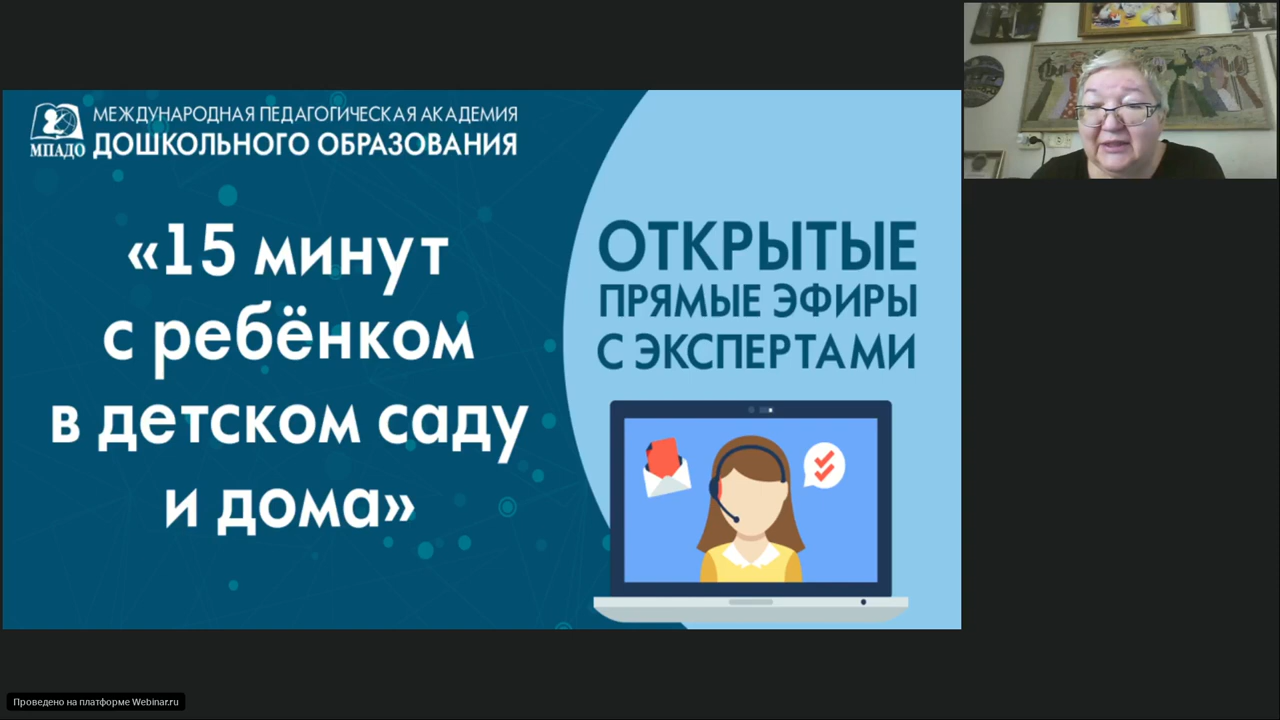 МЕЖДУНАРОДНАЯ ПЕДАГОГИЧЕСКАЯ АКАДЕМИЯ
МПАДО ДОШКОЛЬНОГО ОБРАЗОВАНИЯ
«15 минут
с ребёнком
в детском саду
и дома»
ОТКРЫТЫЕ
ПРЯМЫЕ ЭФИРЫ
С ЭКСПЕРТАМИ
Проведено на платформе Webinar.ru